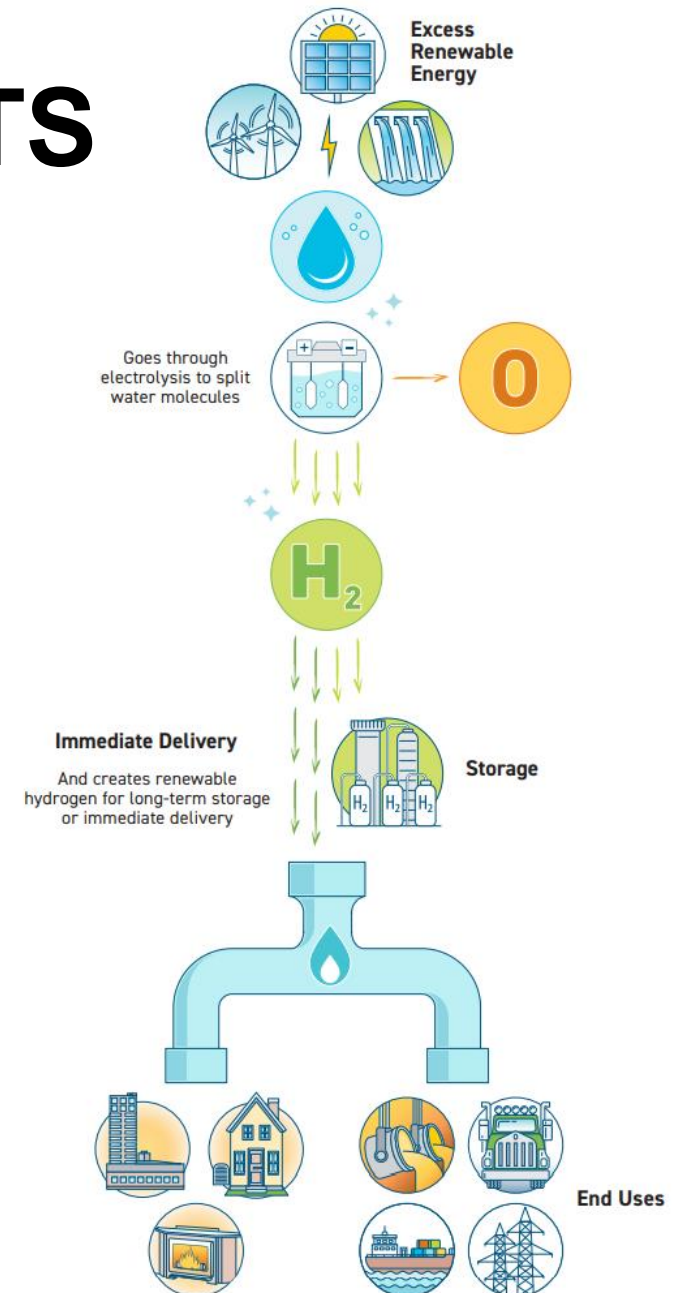 TS
Excess
Renewable
Energy
Goes through
electrolysis to split
water molecules
+ −
O
H2
Immediate Delivery
And creates renewable
hydrogen for long-term storage
or immediate delivery
H2 H2 H2
Storage
End Uses